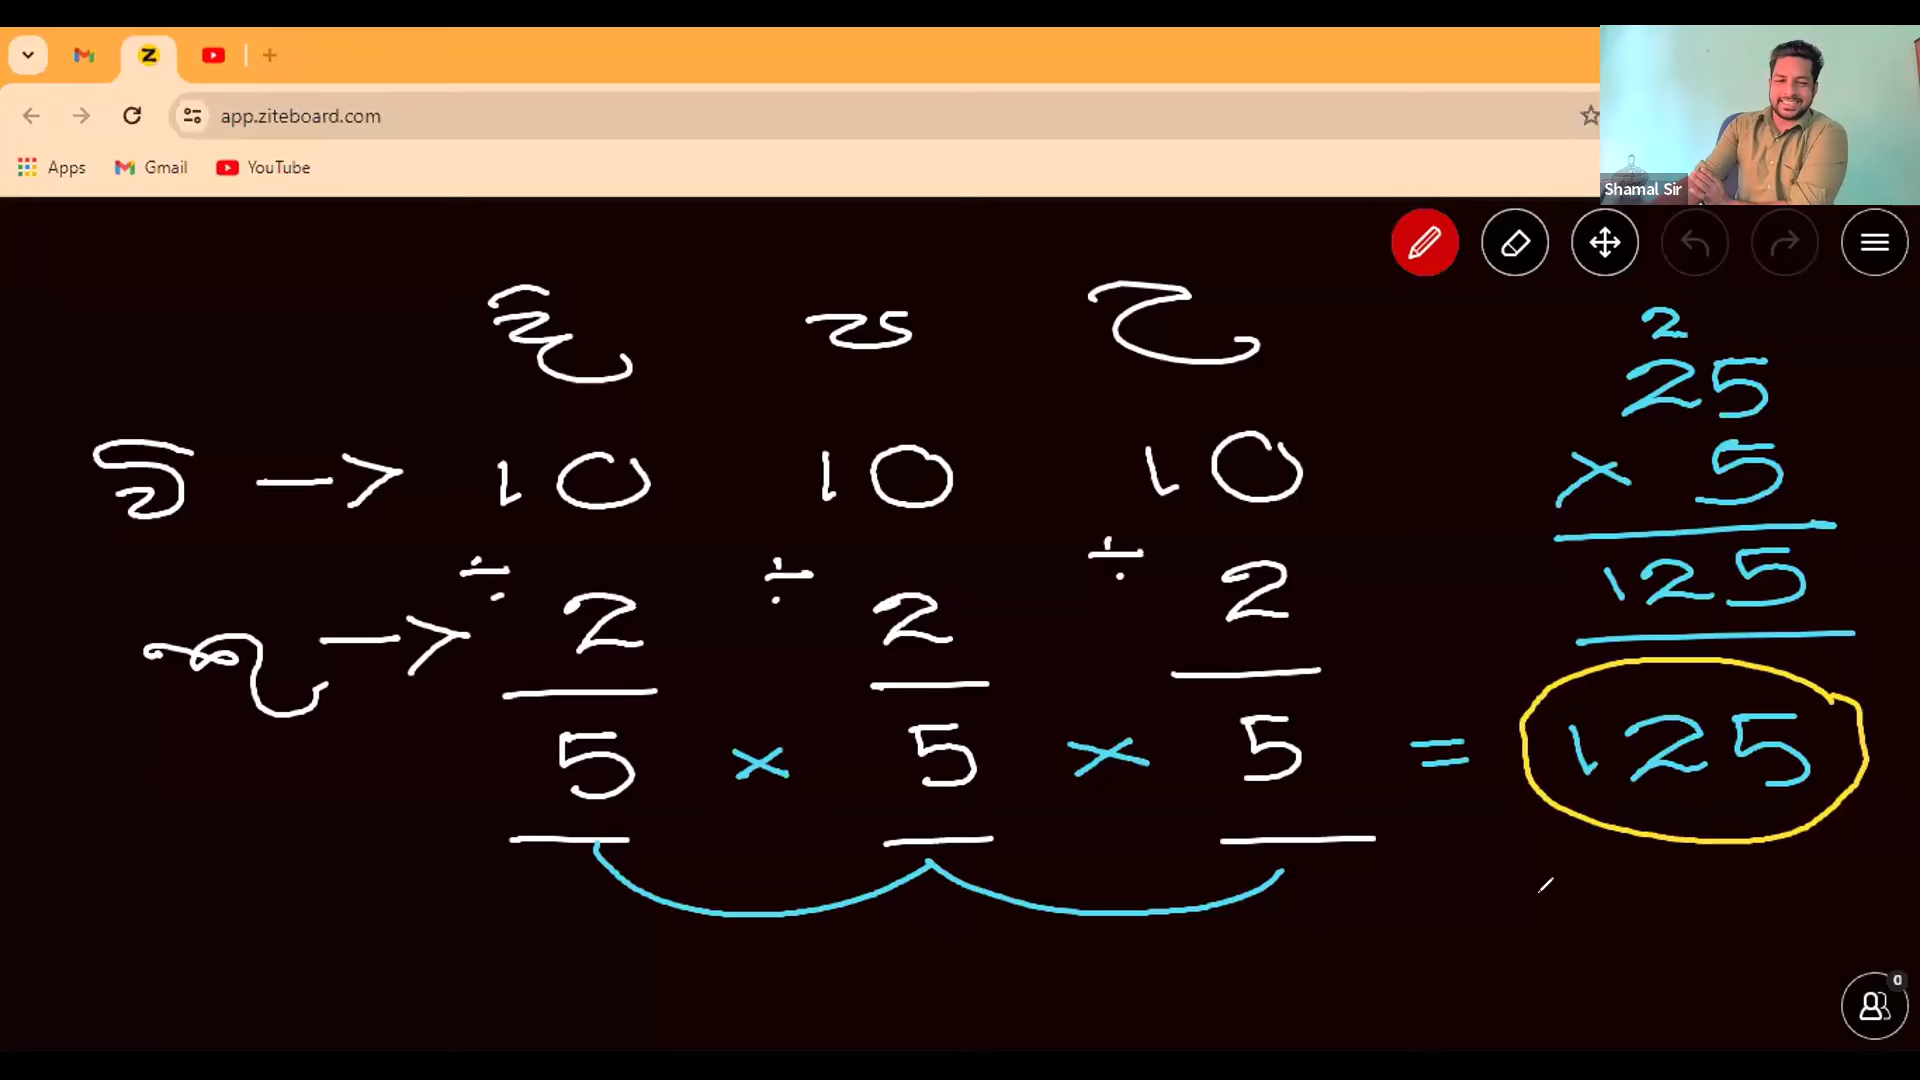 app.ziteboard.com
Apps Gmail YouTube
Shamal Sir
2
25
× 5
125
10 10 10
÷ 2 ÷ 2 ÷ 2
5 × 5 × 5 = 125
0